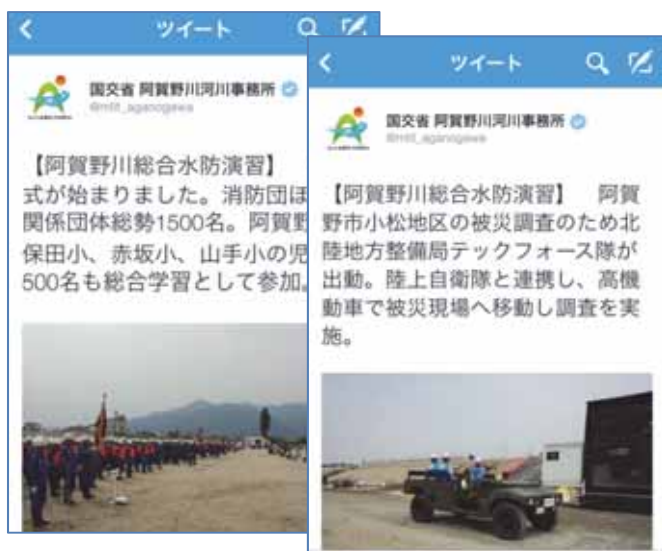 ツイート
国交省 阿賀野川河川事務所
@mlit_aganogawa
【阿賀野川総合水防演習】
式が始まりました。消防団ほ
関係団体総勢1500名。阿賀野
保田小、赤坂小、山手小の児
500名も総合学習として参加。
ツイート
国交省 阿賀野川河川事務所
@mlit_aganogawa
【阿賀野川総合水防演習】 阿賀
野市小松地区の被災調査のため北
陸地方整備局テックフォース隊が
出動。陸上自衛隊と連携し、高機
動車で被災現場へ移動し調査を実
施。